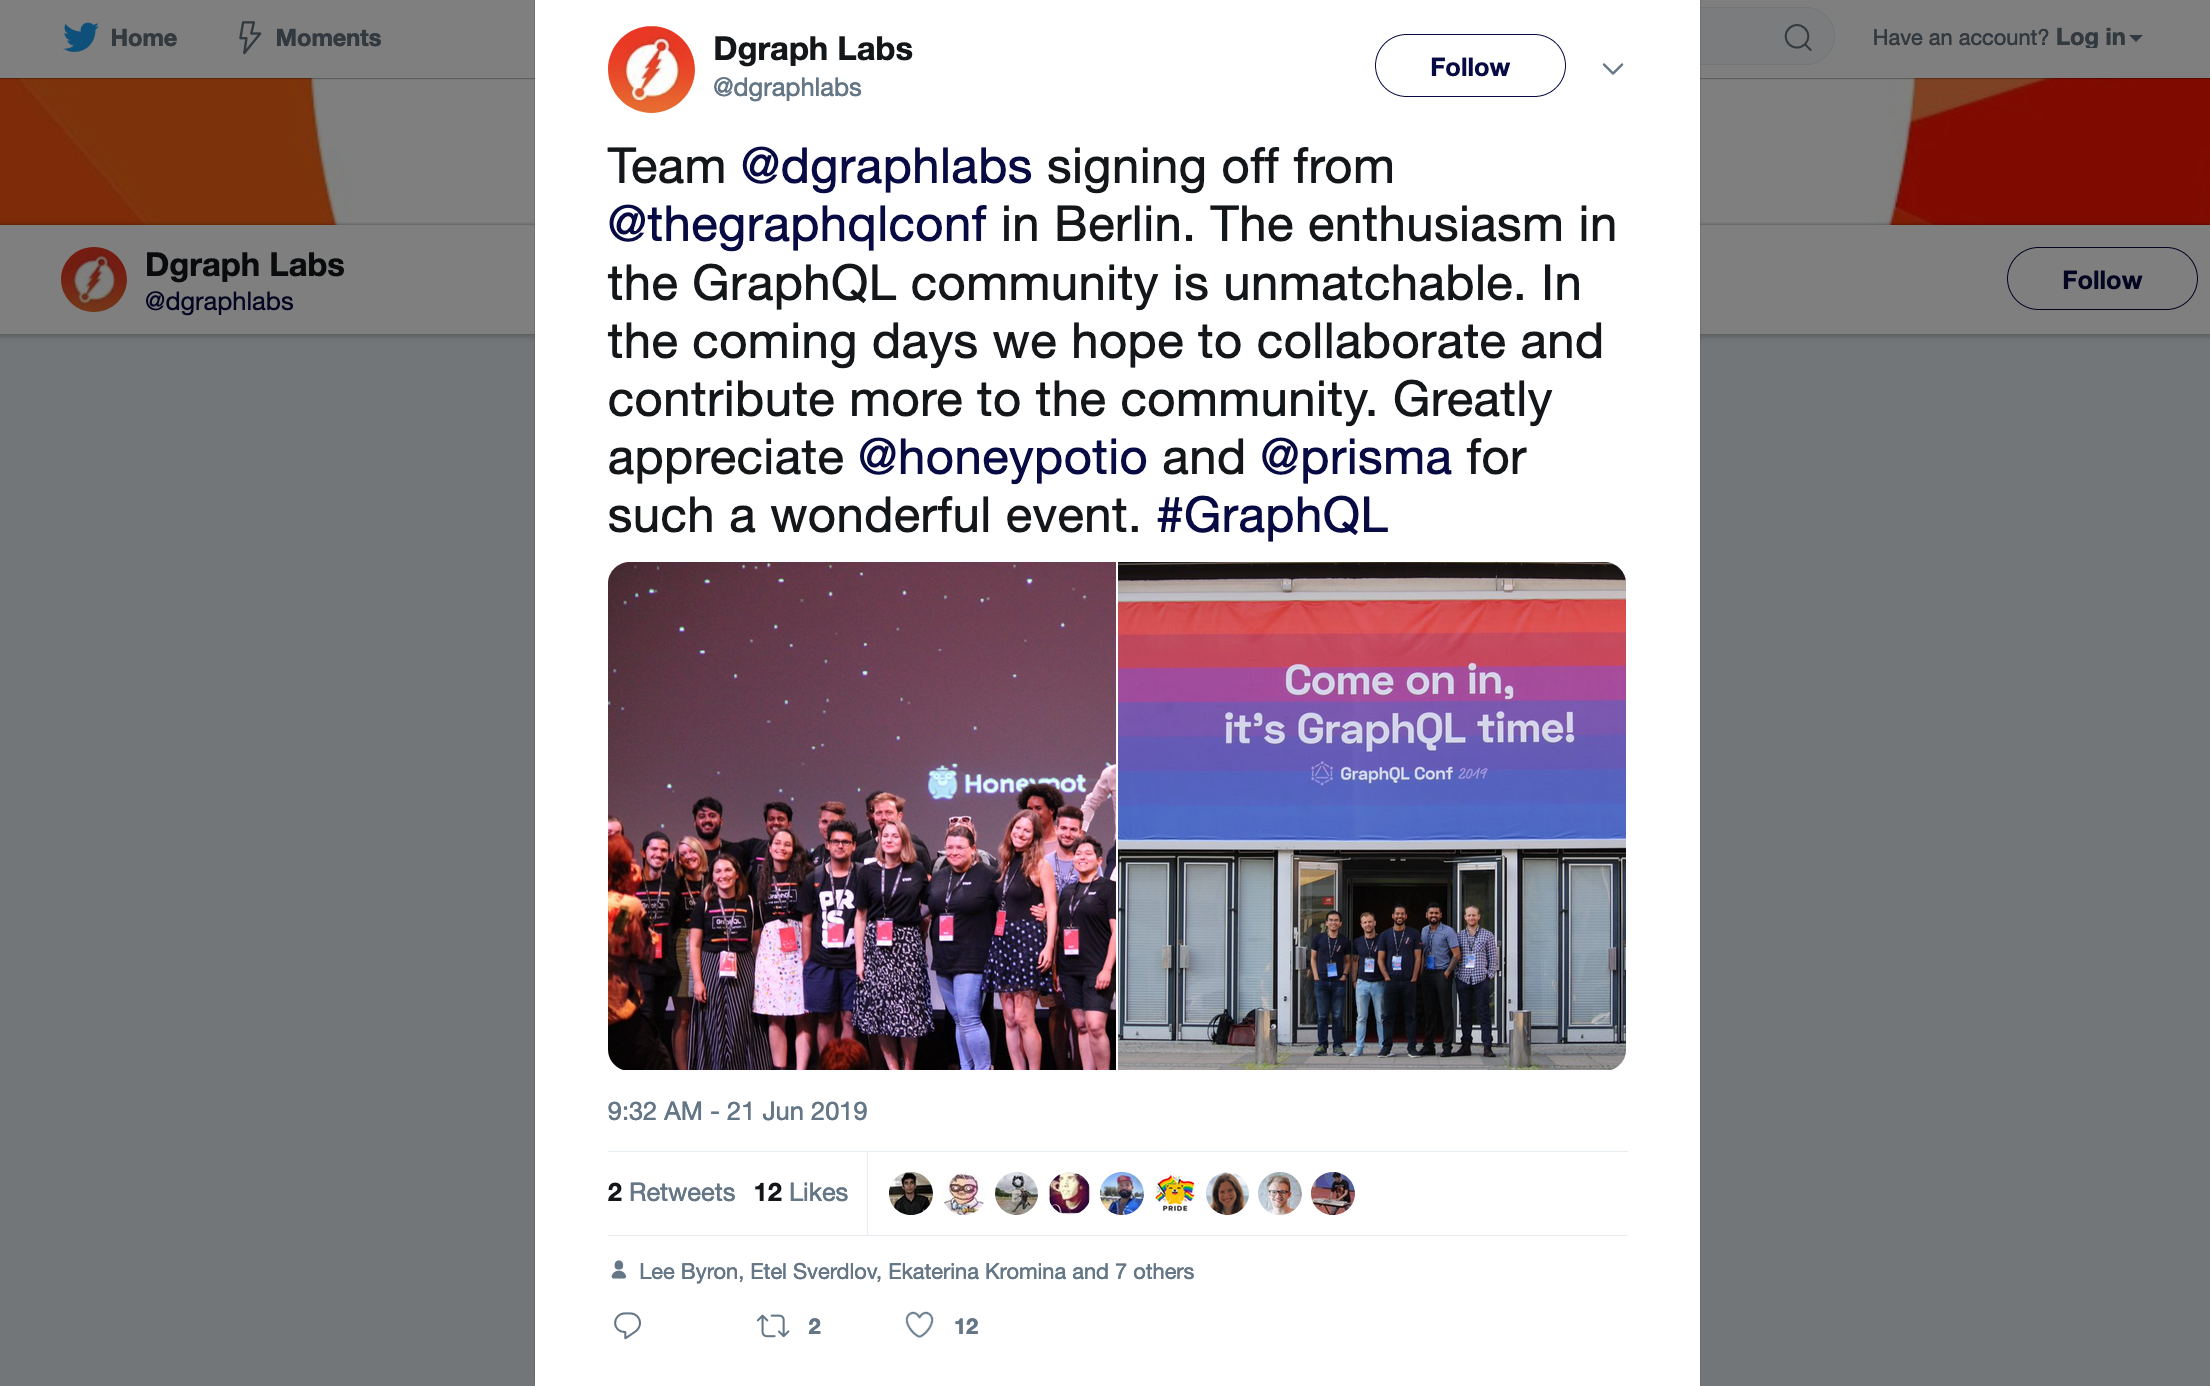 Home
Moments
Have an account? Log in
Dgraph Labs
@dgraphlabs
Follow
Dgraph Labs
@dgraphlabs
Follow
Team @dgraphlabs signing off from
@thegraphqlconf in Berlin. The enthusiasm in
the GraphQL community is unmatchable. In
the coming days we hope to collaborate and
contribute more to the community. Greatly
appreciate @honeypotio and @prisma for
such a wonderful event. #GraphQL
Honeypot
Come on in,
it's GraphQL time!
GraphQL Conf 2019
9:32 AM - 21 Jun 2019
2 Retweets 12 Likes
PRIDE
Lee Byron, Etel Sverdlov, Ekaterina Kromina and 7 others
2
12